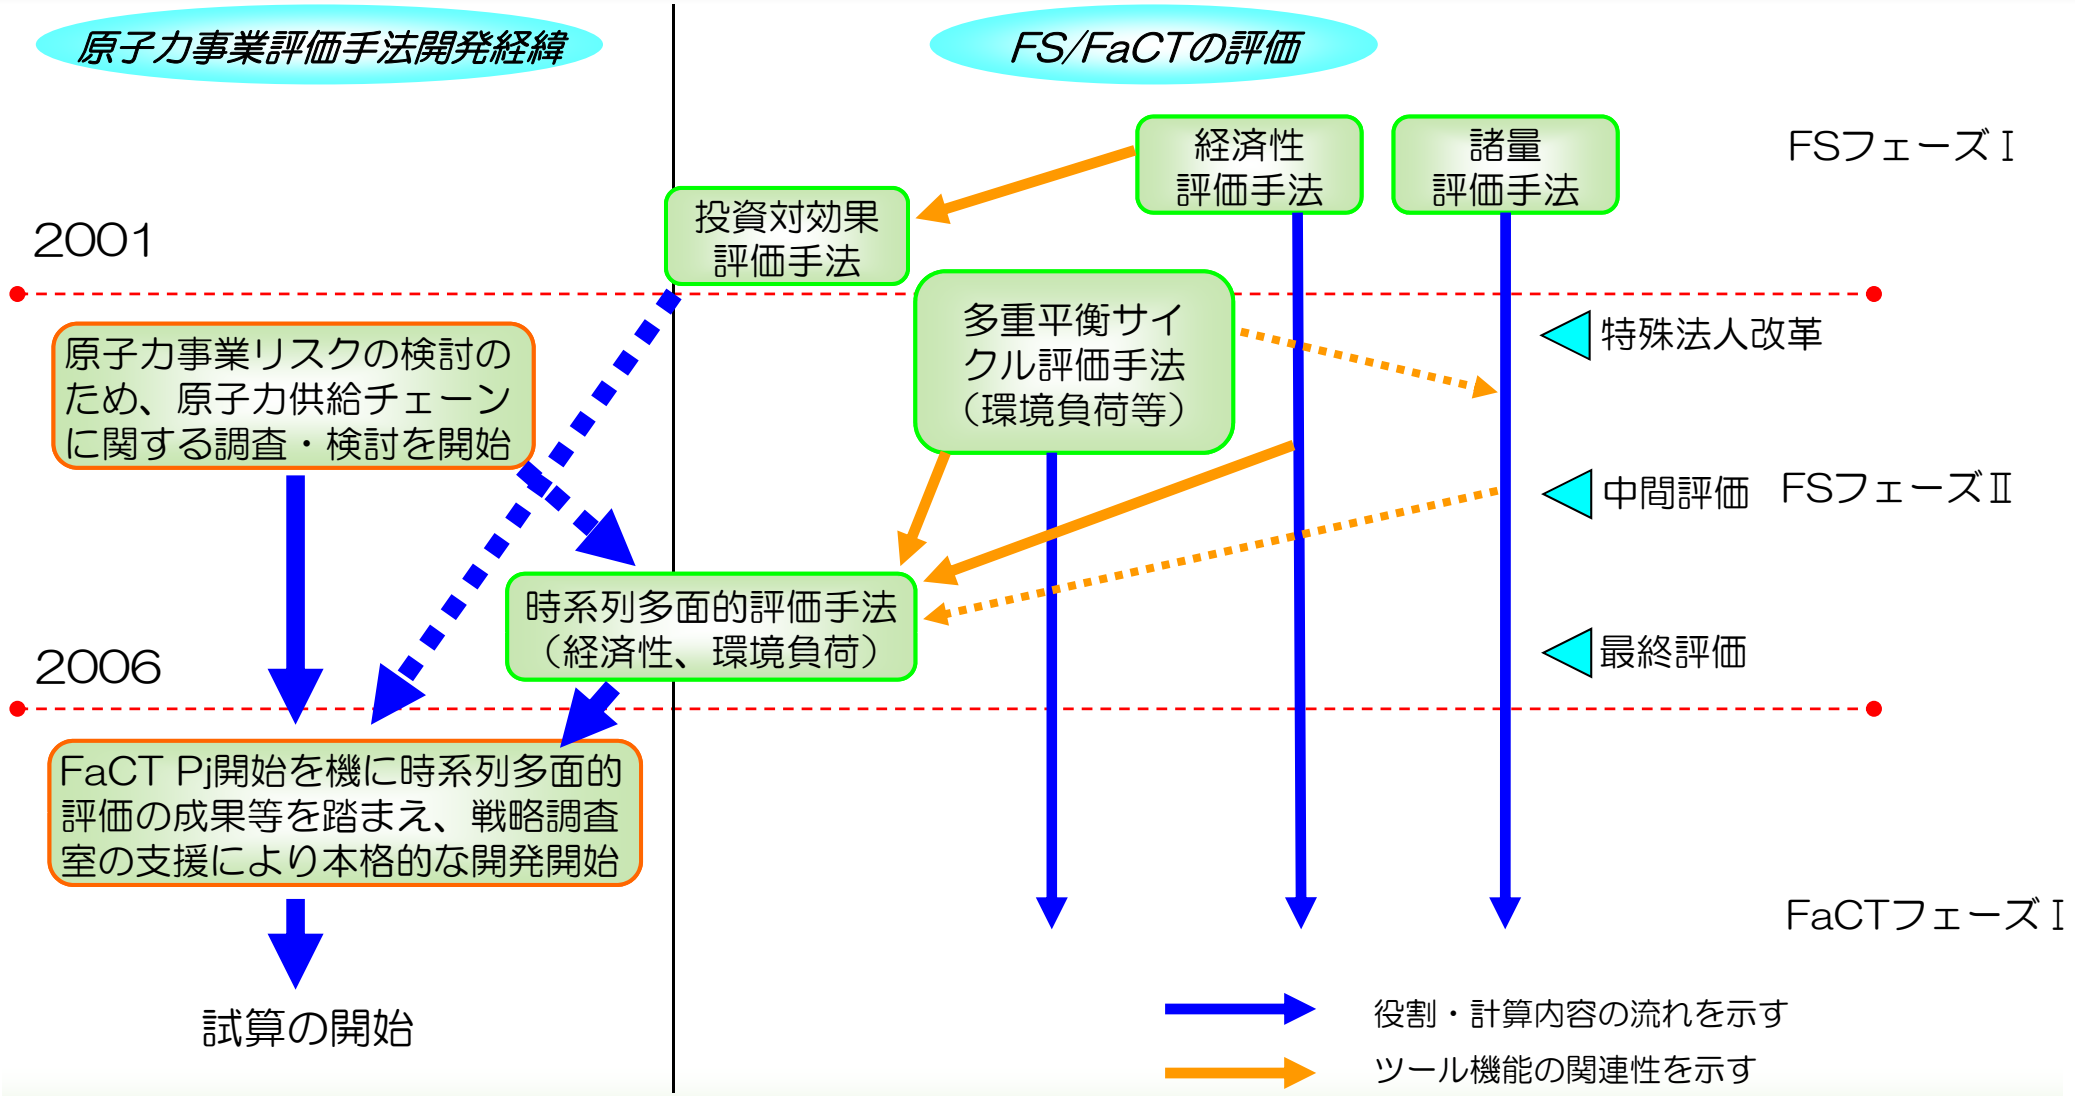 原子力事業評価手法開発経緯
FS/FaCTの評価
経済性
評価手法
諸量
評価手法
FSフェーズⅠ
投資対効果
評価手法
2001
多重平衡サイ
クル評価手法
（環境負荷等）
特殊法人改革
原子力事業リスクの検討の
ため、原子力供給チェーン
に関する調査・検討を開始
中間評価
FSフェーズⅡ
時系列多面的評価手法
（経済性、環境負荷）
最終評価
2006
FaCT Pj開始を機に時系列多面的
評価の成果等を踏まえ、戦略調査
室の支援により本格的な開発開始
FaCTフェーズⅠ
試算の開始
役割・計算内容の流れを示す
ツール機能の関連性を示す